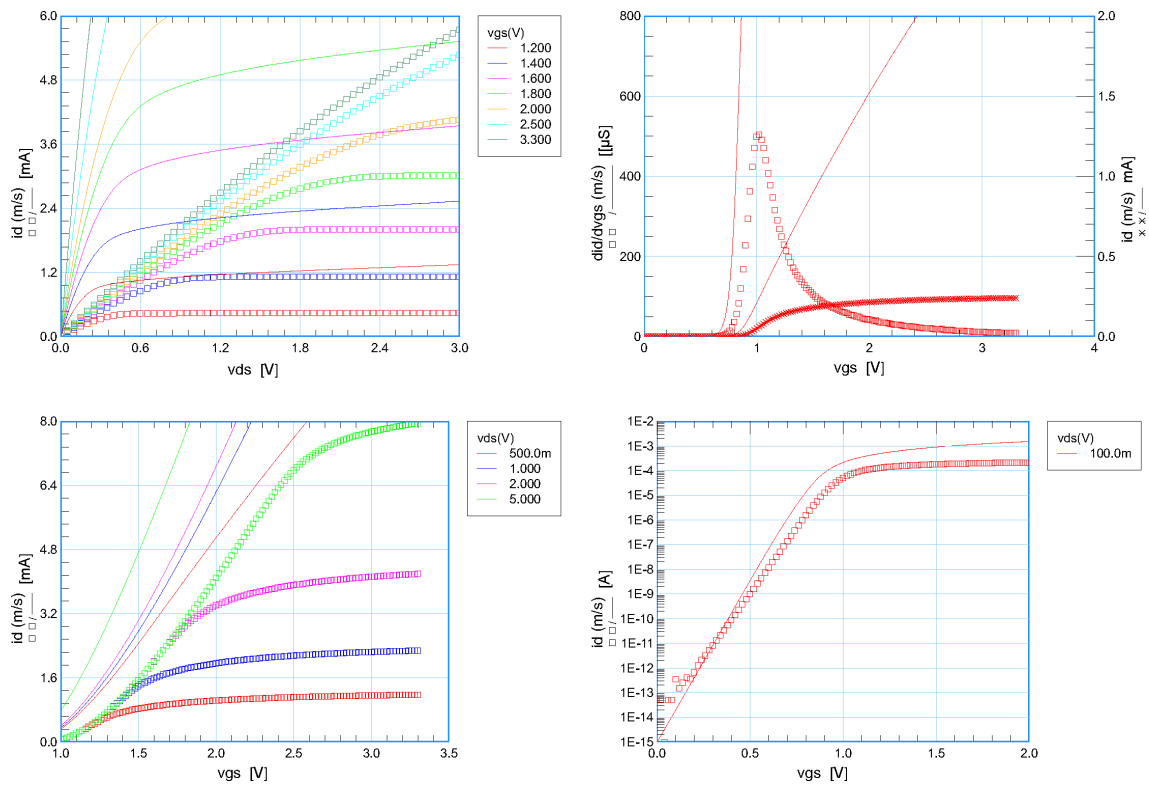 6.0
4.8
3.6
2.4
1.2
0.0
id (m/s) [mA]
□ □ /
0.0 0.6 1.2 1.8 2.4 3.0
vds [V]
vgs(V)
1.200
1.400
1.600
1.800
2.000
2.500
3.300
800
600
400
200
0
did/dvgs (m/s) [[µS]
□ □ /
0 1 2 3 4
vgs [V]
2.0
1.5
1.0
0.5
0.0
id (m/s) mA]
x x /
8.0
6.4
4.8
3.2
1.6
0.0
id (m/s) [mA]
□ □ /
1.0 1.5 2.0 2.5 3.0 3.5
vgs [V]
vds(V)
500.0m
1.000
2.000
5.000
1E-2
1E-3
1E-4
1E-5
1E-6
1E-7
1E-8
1E-9
1E-10
1E-11
1E-12
1E-13
1E-14
1E-15
id (m/s) [A]
□ □ /
0.0 0.5 1.0 1.5 2.0
vgs [V]
vds(V)
100.0m